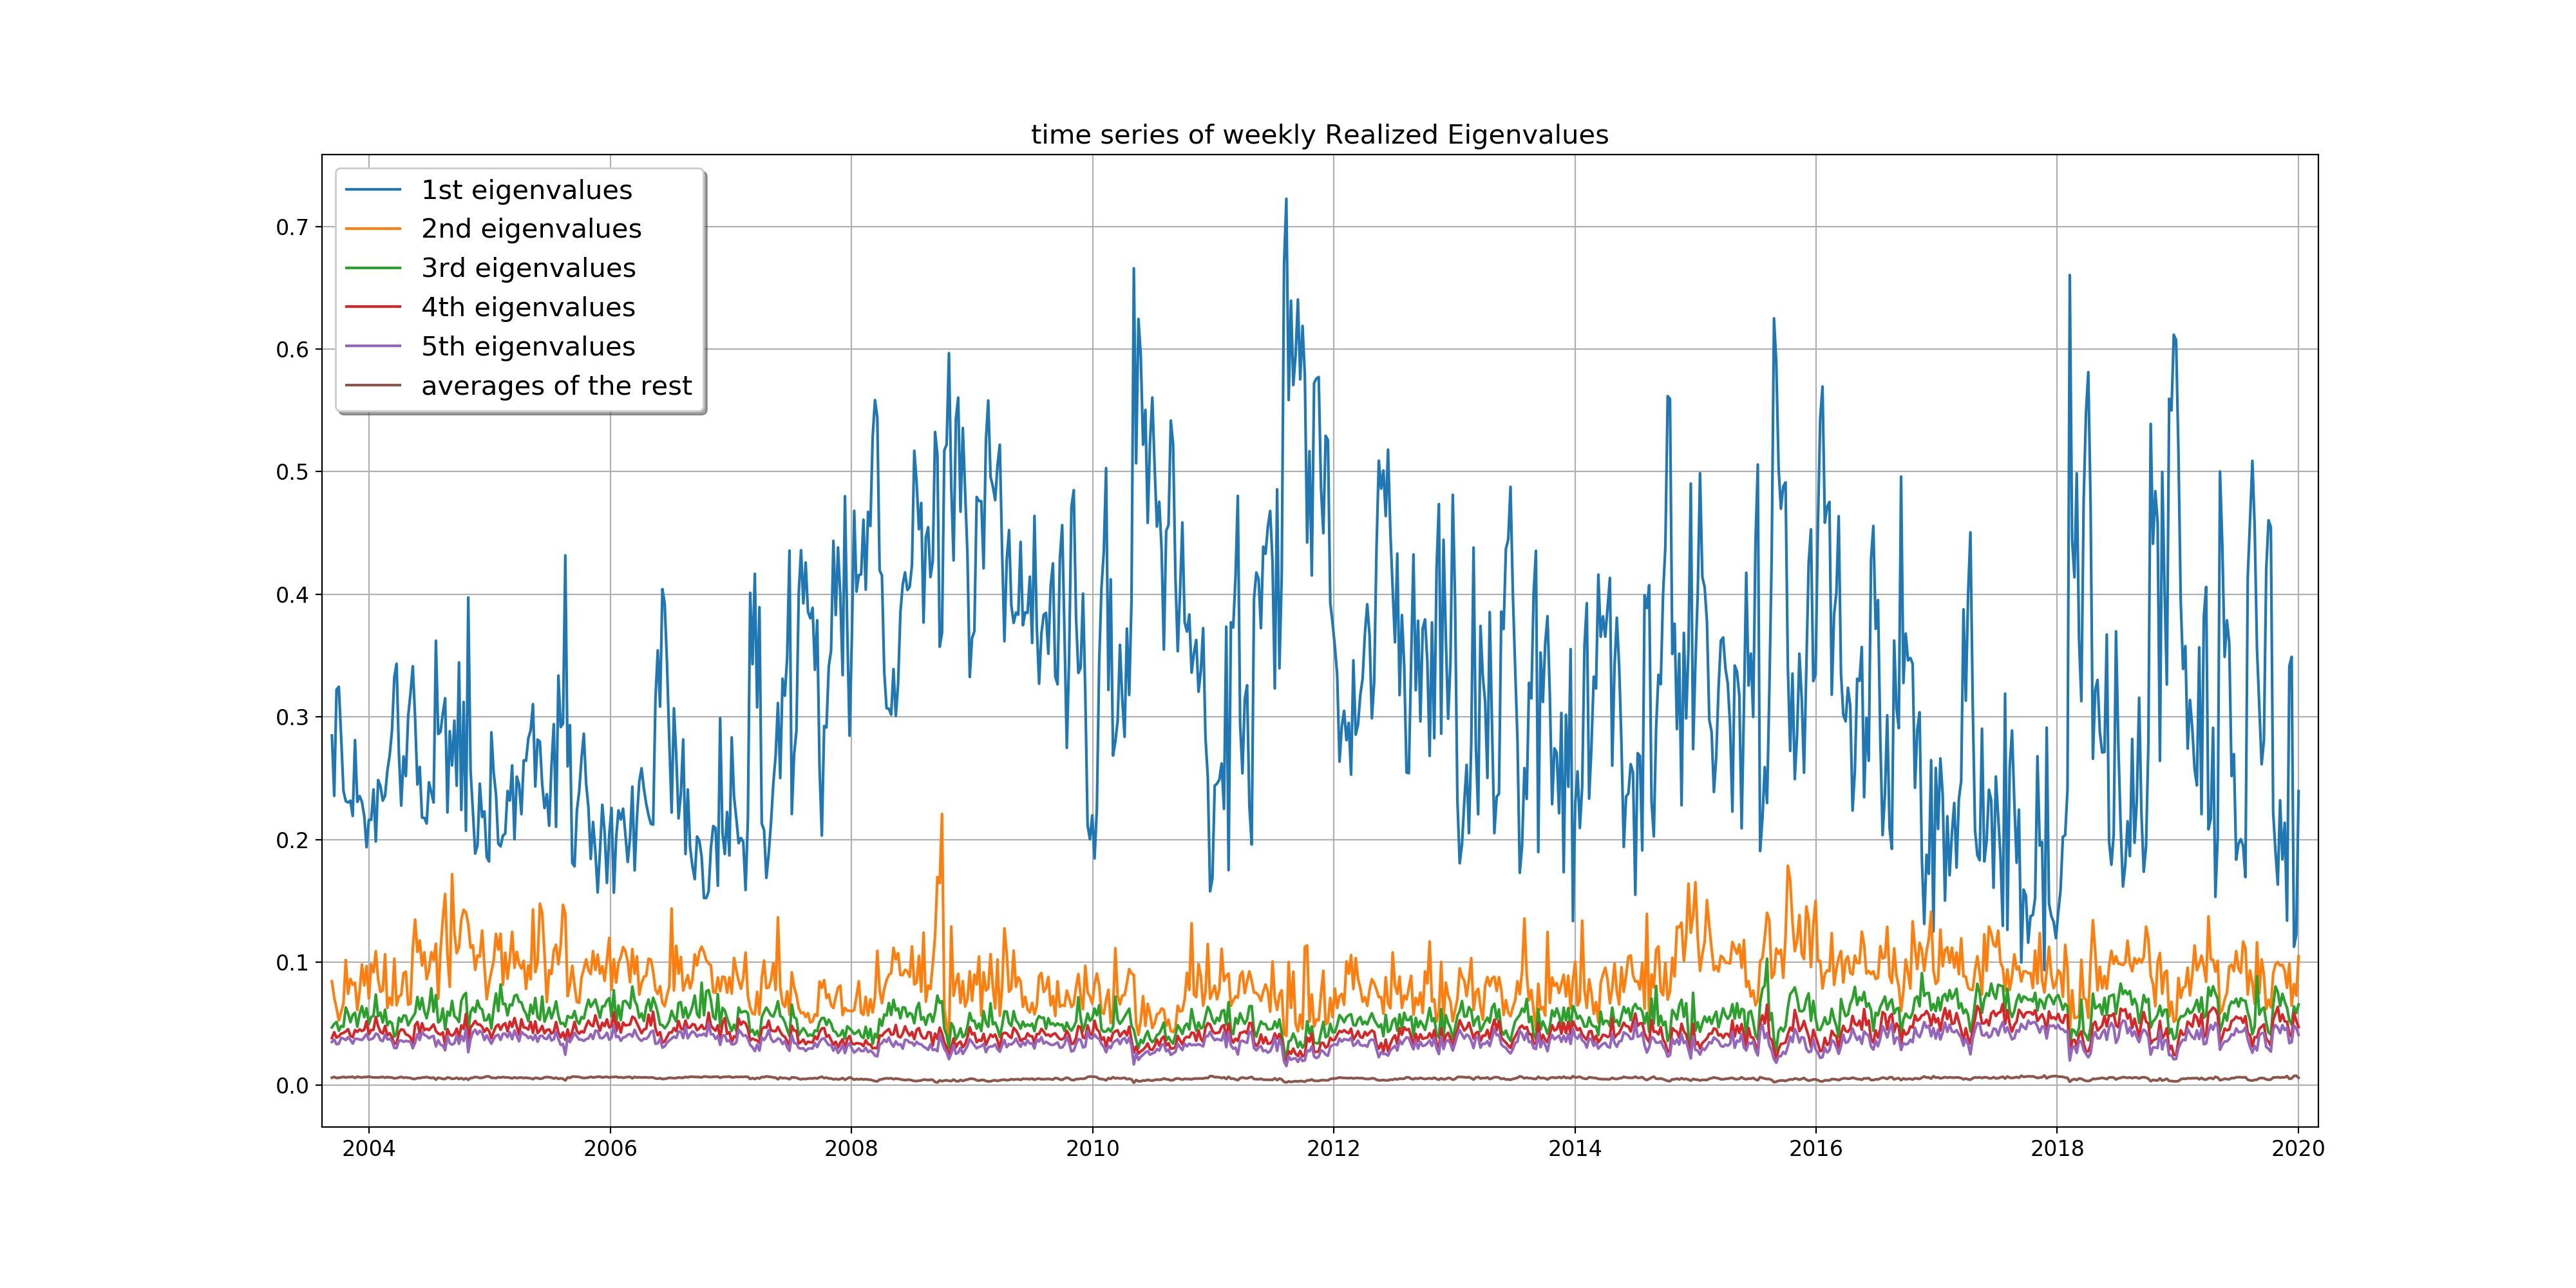 time series of weekly Realized Eigenvalues
1st eigenvalues
2nd eigenvalues
3rd eigenvalues
4th eigenvalues
5th eigenvalues
averages of the rest
0.7
0.6
0.5
0.4
0.3
0.2
0.1
0.0
2004 2006 2008 2010 2012 2014 2016 2018 2020